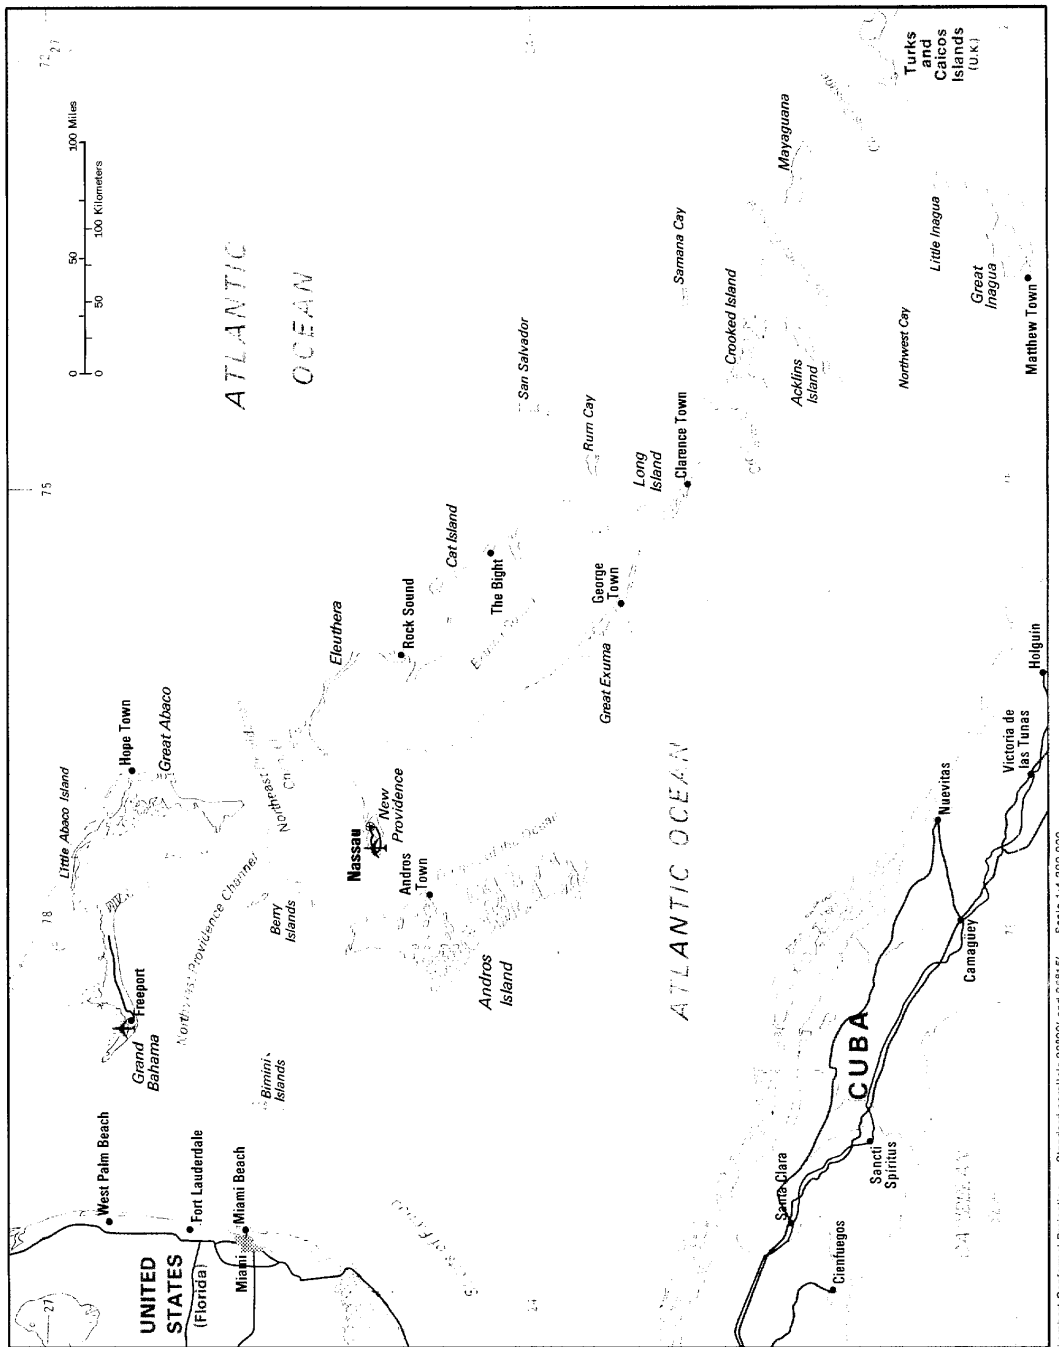 72
27
100 Miles
100 Kilometers
50
50
0
0
ATLANTIC
OCEAN
Turks
and
Caicos
Islands
(U.K.)
Mayaguana
Little Inagua
Great
Inagua
Matthew Town
Samana Cay
Crooked Island
Acklins
Island
Northwest Cay
San Salvador
Rum Cay
Long
Island
Clarence Town
75
Cat Island
The Bight
George
Town
Great Exuma
Eleuthera
Rock Sound
Hope Town
Great Abaco
Little Abaco Island
78
Northwest Providence Channel
Northeast
Nassau
New
Providence
Andros
Town
Andros
Island
Berry
Islands
Freeport
Grand
Bahama
Bimini
Islands
ATLANTIC OCEAN
West Palm Beach
Fort Lauderdale
Miami Beach
Miami
UNITED
STATES
(Florida)
27
24
CUBA
Holguin
Victoria de
las Tunas
Nuevitas
Camagüey
Sancti
Spiritus
Santa Clara
Cienfuegos